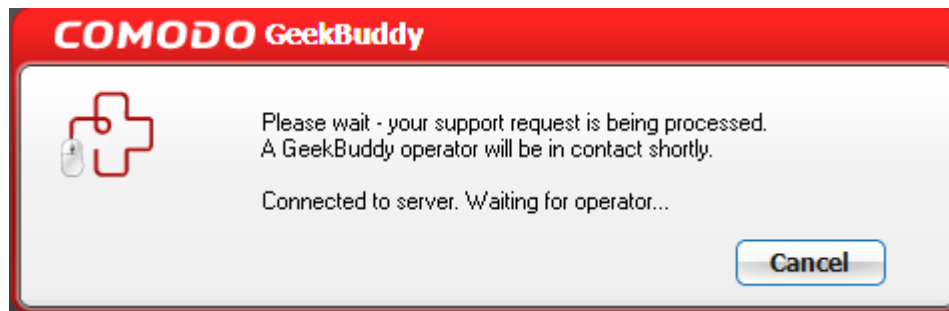 COMODO GeekBuddy
Please wait - your support request is being processed.
A GeekBuddy operator will be in contact shortly.
Connected to server. Waiting for operator...
Cancel